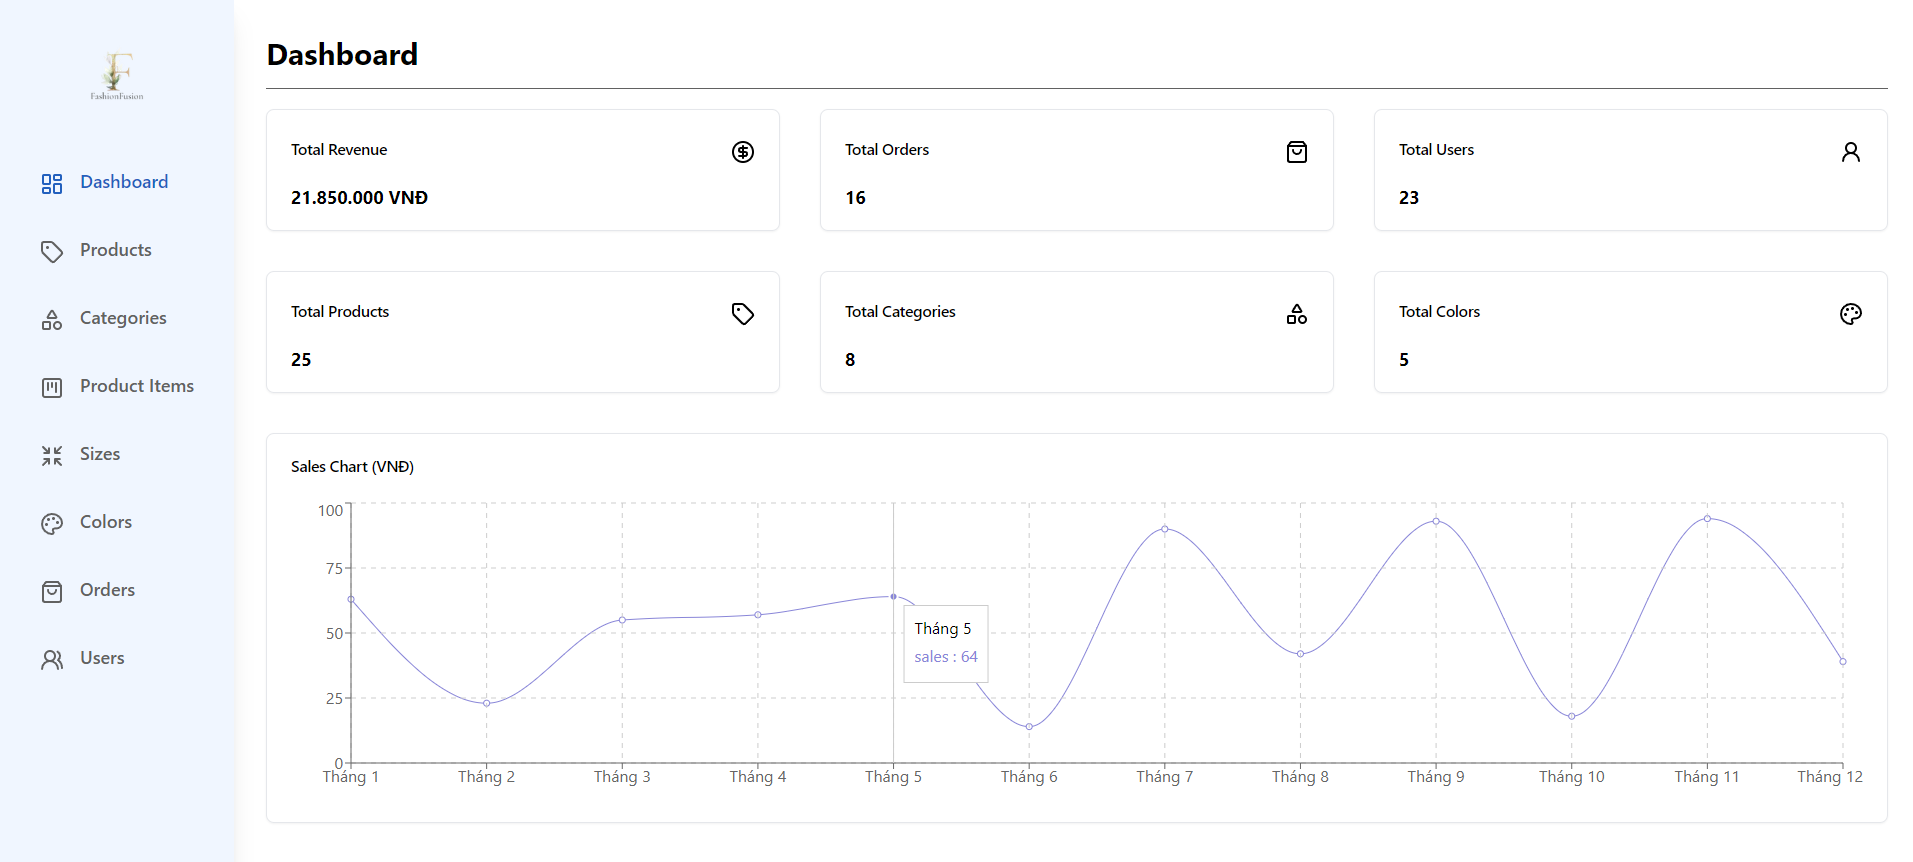 FashionFusion
Dashboard
Products
Categories
Product Items
Sizes
Colors
Orders
Users
Dashboard
Total Revenue
21.850.000 VNĐ
Total Orders
16
Total Users
23
Total Products
25
Total Categories
8
Total Colors
5
Sales Chart (VNĐ)
100
75
50
25
0
Tháng 5
sales : 64
Tháng 1
Tháng 2
Tháng 3
Tháng 4
Tháng 5
Tháng 6
Tháng 7
Tháng 8
Tháng 9
Tháng 10
Tháng 11
Tháng 12